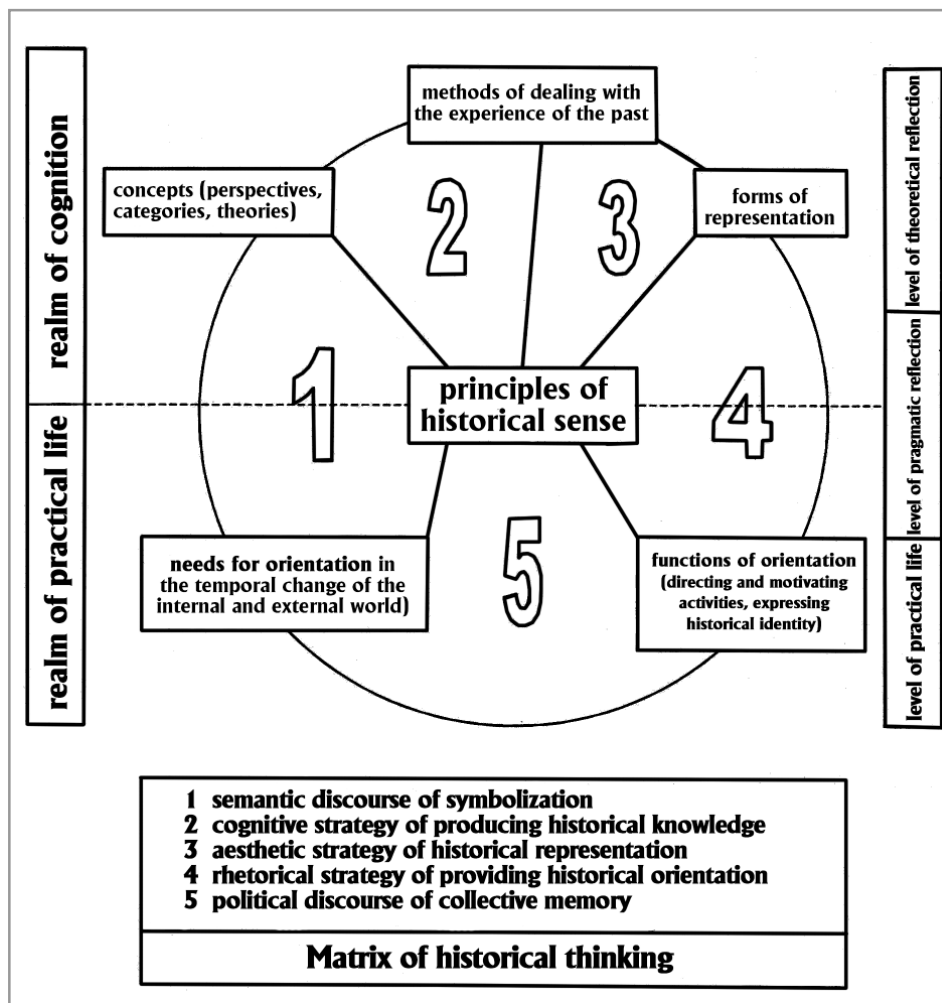 realm of cognition
realm of practical life
methods of dealing with
the experience of the past
concepts (perspectives,
categories, theories)
forms of
representation
2
3
1
4
principles of
historical sense
5
needs for orientation in
the temporal change of the
internal and external world)
functions of orientation
(directing and motivating
activities, expressing
historical identity)
level of theoretical reflection
level of pragmatic reflection
level of practical life
1 semantic discourse of symbolization
2 cognitive strategy of producing historical knowledge
3 aesthetic strategy of historical representation
4 rhetorical strategy of providing historical orientation
5 political discourse of collective memory
Matrix of historical thinking